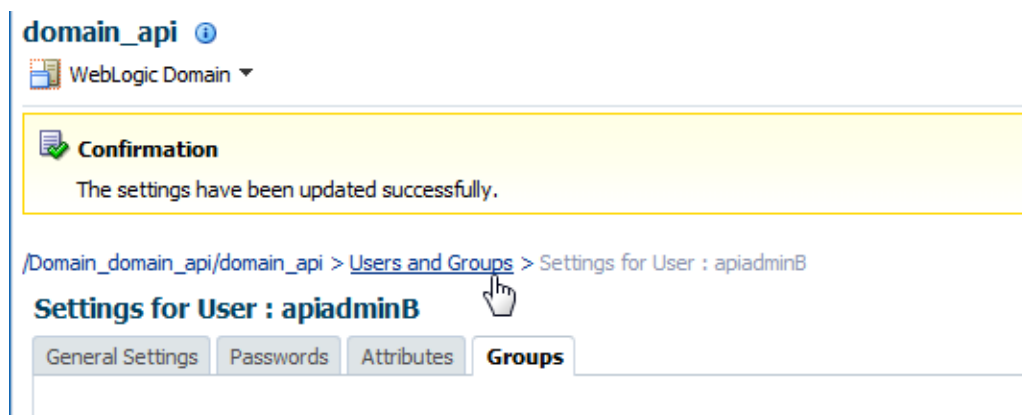 domain_api
WebLogic Domain
Confirmation
The settings have been updated successfully.
/Domain_domain_api/domain_api > Users and Groups > Settings for User : apiadminB
Settings for User : apiadminB
General Settings Passwords Attributes Groups